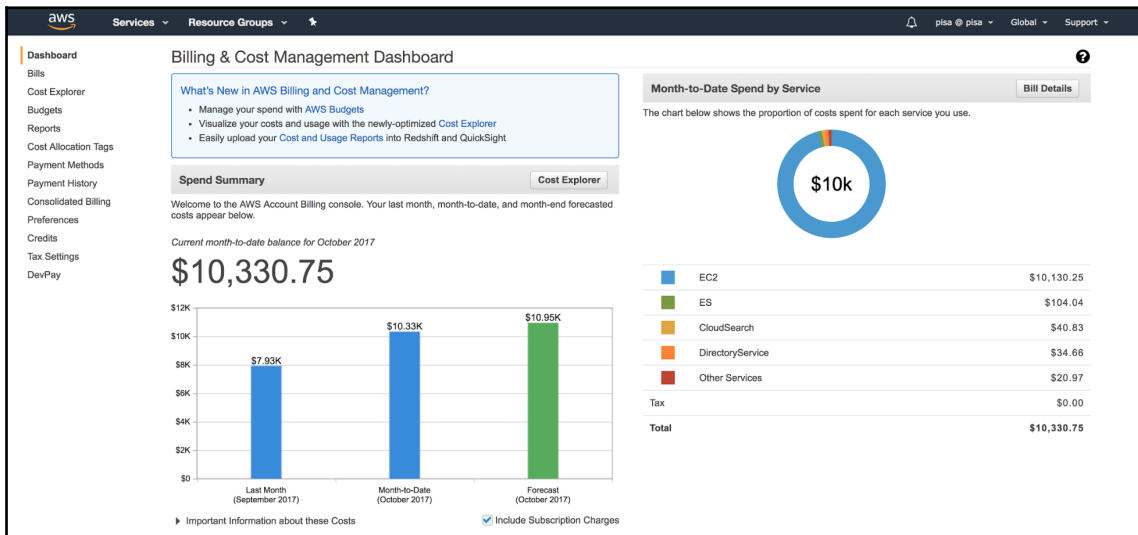 aws Services Resource Groups pisa @ pisa Global Support
Dashboard
Bills
Cost Explorer
Budgets
Reports
Cost Allocation Tags
Payment Methods
Payment History
Consolidated Billing
Preferences
Credits
Tax Settings
DevPay
Billing & Cost Management Dashboard
What's New in AWS Billing and Cost Management?
• Manage your spend with AWS Budgets
• Visualize your costs and usage with the newly-optimized Cost Explorer
• Easily upload your Cost and Usage Reports into Redshift and QuickSight
Spend Summary Cost Explorer
Welcome to the AWS Account Billing console. Your last month, month-to-date, and month-end forecasted
costs appear below.
Current month-to-date balance for October 2017
$10,330.75
$12K
$10K
$8K
$6K
$4K
$2K
$0
$7.93K
$10.33K
$10.95K
Last Month
(September 2017)
Month-to-Date
(October 2017)
Forecast
(October 2017)
Important Information about these Costs
Include Subscription Charges
?
Month-to-Date Spend by Service Bill Details
The chart below shows the proportion of costs spent for each service you use.
$10k
EC2 $10,130.25
ES $104.04
CloudSearch $40.83
DirectoryService $34.66
Other Services $20.97
Tax $0.00
Total $10,330.75